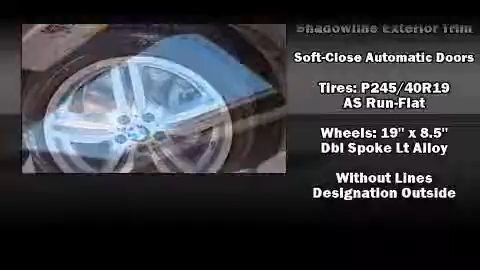 Shadowline Exterior Trim
Soft-Close Automatic Doors
Tires: P245/40R19
AS Run-Flat
Wheels: 19" x 8.5"
Dbl Spoke Lt Alloy
Without Lines
Designation Outside